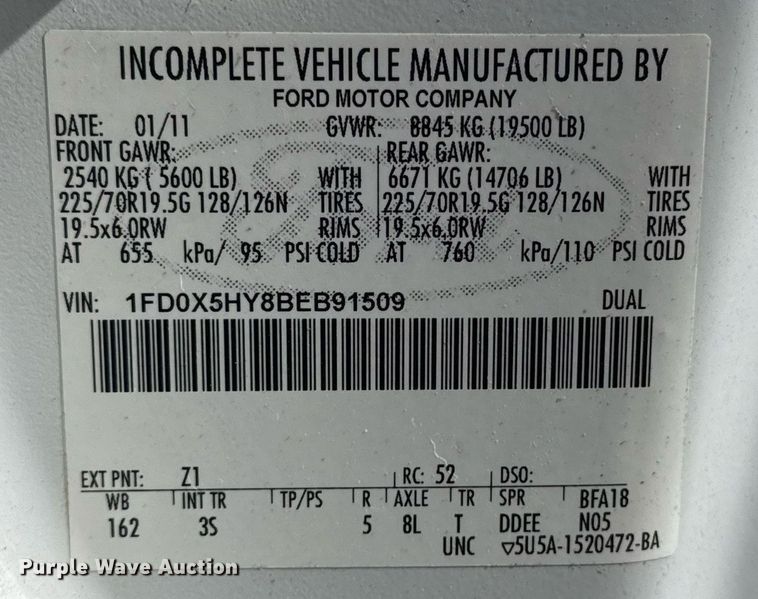 INCOMPLETE VEHICLE MANUFACTURED BY
FORD MOTOR COMPANY
DATE: 01/11 GVWR: 8845 KG (19500 LB)
FRONT GAWR: REAR GAWR:
2540 KG ( 5600 LB) WITH 6671 KG (14706 LB) WITH
225/70R19.5G 128/126N TIRES 225/70R19.5G 128/126N TIRES
19.5x6.0RW RIMS 19.5x6.0RW RIMS
AT 655 kPa/ 95 PSI COLD AT 760 kPa/110 PSI COLD
VIN: 1FD0X5HY8BEB91509 DUAL
EXT PNT: Z1 RC: 52 DSO:
WB INT TR TP/PS R AXLE TR SPR BFA18
162 3S 5 8L T DDEE N05
UNC ▽5U5A-1520472-BA
Purple Wave Auction